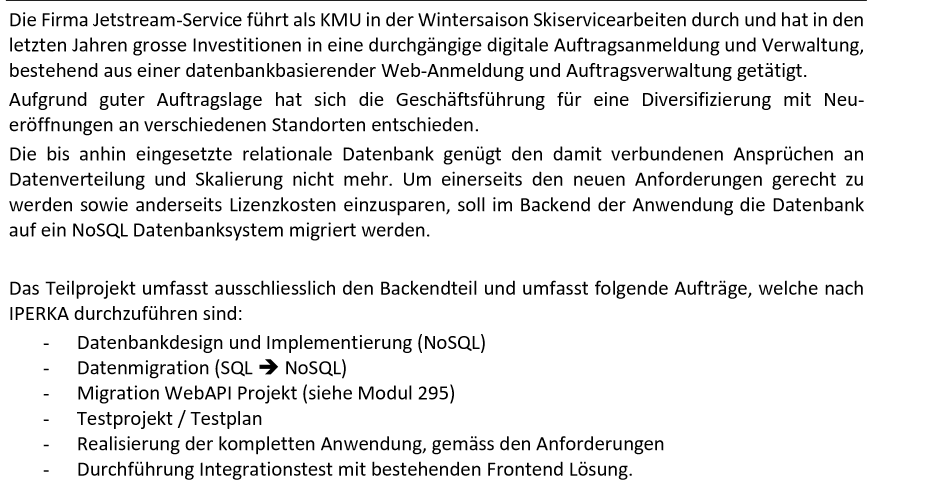 Die Firma Jetstream-Service führt als KMU in der Wintersaison Skiservicearbeiten durch und hat in den
letzten Jahren grosse Investitionen in eine durchgängige digitale Auftragsanmeldung und Verwaltung,
bestehend aus einer datenbankbasierender Web-Anmeldung und Auftragsverwaltung getätigt.
Aufgrund guter Auftragslage hat sich die Geschäftsführung für eine Diversifizierung mit Neu-
eröffnungen an verschiedenen Standorten entschieden.
Die bis anhin eingesetzte relationale Datenbank genügt den damit verbundenen Ansprüchen an
Datenverteilung und Skalierung nicht mehr. Um einerseits den neuen Anforderungen gerecht zu
werden sowie anderseits Lizenzkosten einzusparen, soll im Backend der Anwendung die Datenbank
auf ein NoSQL Datenbanksystem migriert werden.
Das Teilprojekt umfasst ausschliesslich den Backendteil und umfasst folgende Aufträge, welche nach
IPERKA durchzuführen sind:
- Datenbankdesign und Implementierung (NoSQL)
- Datenmigration (SQL ➔ NoSQL)
- Migration WebAPI Projekt (siehe Modul 295)
- Testprojekt / Testplan
- Realisierung der kompletten Anwendung, gemäss den Anforderungen
- Durchführung Integrationstest mit bestehenden Frontend Lösung.